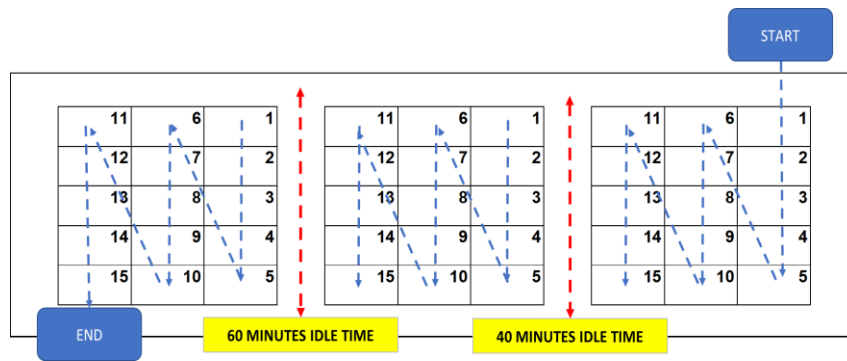 START
11 6 1 11 6 1 11 6 1
12 7 2 12 7 2 12 7 2
13 8 3 13 8 3 13 8 3
14 9 4 14 9 4 14 9 4
15 10 5 15 10 5 15 10 5
END 60 MINUTES IDLE TIME 40 MINUTES IDLE TIME